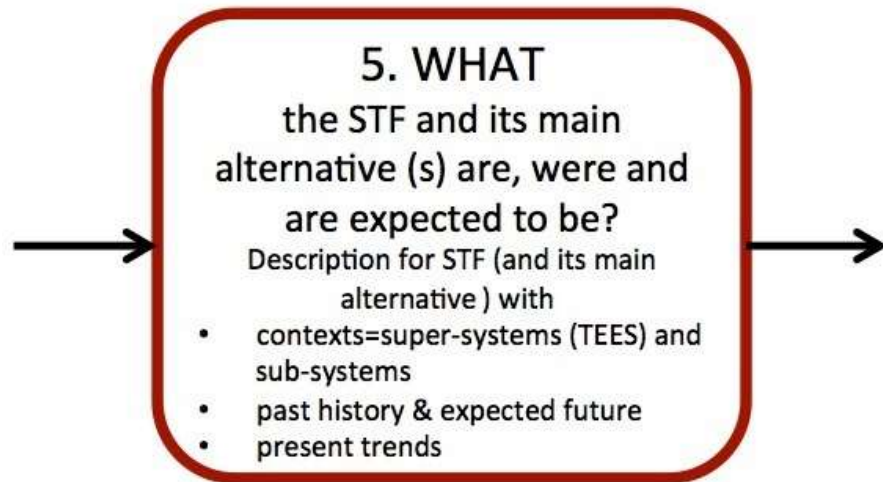 5. WHAT
the STF and its main
alternative (s) are, were and
are expected to be?
Description for STF (and its main
alternative ) with
• contexts=super-systems (TEES) and
sub-systems
• past history & expected future
• present trends